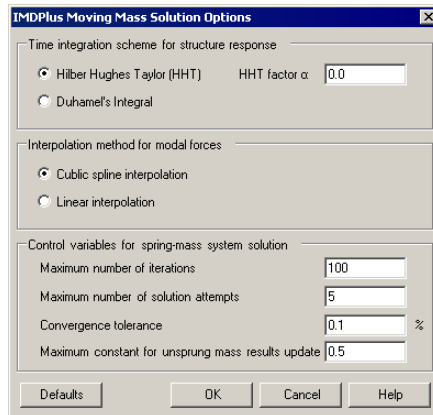 IMDPlus Moving Mass Solution Options
Time integration scheme for structure response
Hilber Hughes Taylor (HHT) HHT factor α 0.0
Duhamel's Integral
Interpolation method for modal forces
Cublic spline interpolation
Linear interpolation
Control variables for spring-mass system solution
Maximum number of iterations 100
Maximum number of solution attempts 5
Convergence tolerance 0.1 %
Maximum constant for unsprung mass results update 0.5
Defaults OK Cancel Help